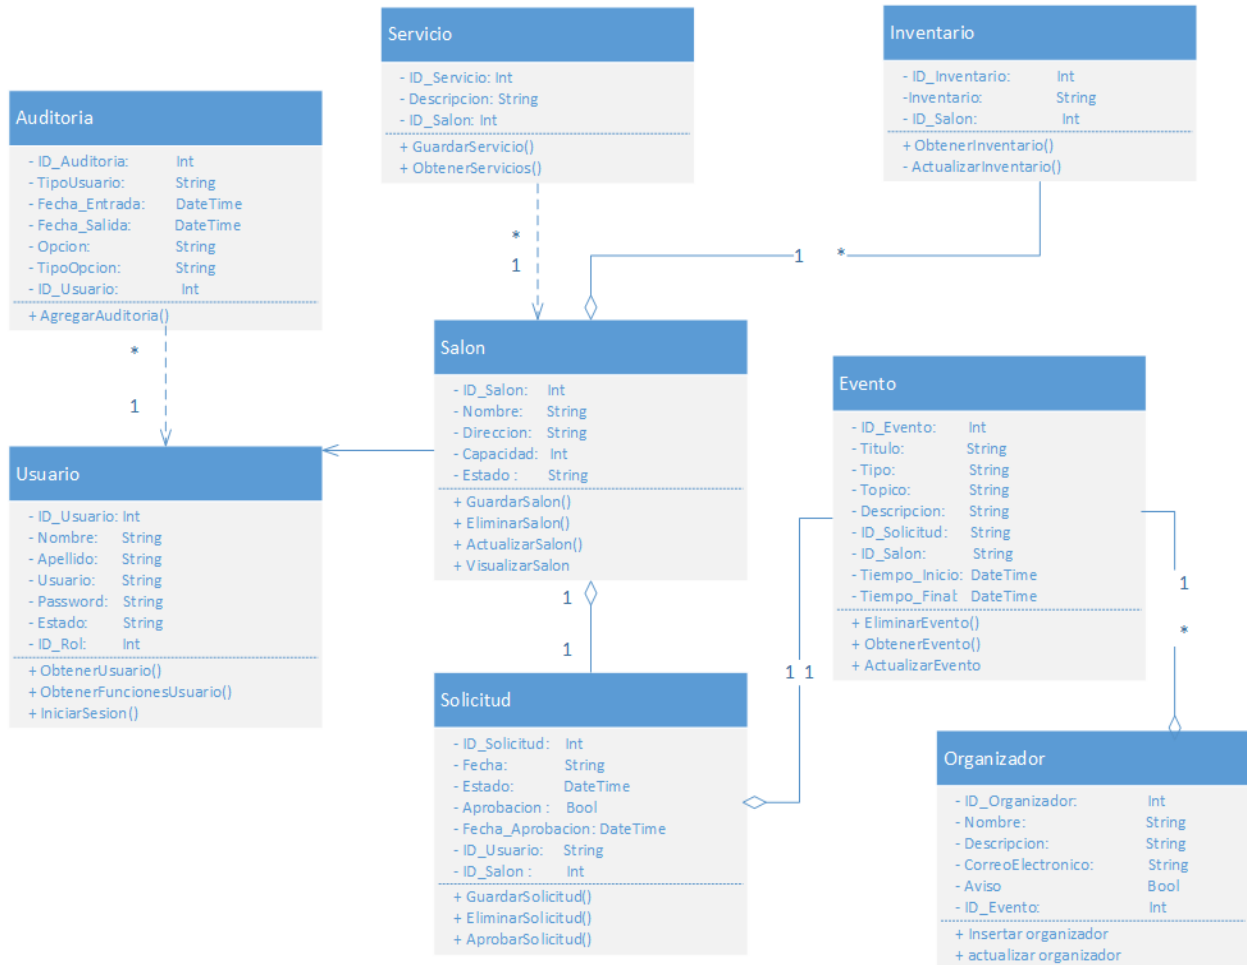 Servicio
- ID_Servicio: Int
- Descripcion: String
- ID_Salon: Int
+ GuardarServicio()
+ ObtenerServicios()
*
1
Inventario
- ID_Inventario: Int
-Inventario: String
- ID_Salon: Int
+ ObtenerInventario()
- ActualizarInventario()
1 *
Auditoria
- ID_Auditoria: Int
- TipoUsuario: String
- Fecha_Entrada: DateTime
- Fecha_Salida: DateTime
- Opcion: String
- TipoOpcion: String
- ID_Usuario: Int
+ AgregarAuditoria()
*
1
Salon
- ID_Salon: Int
- Nombre: String
- Direccion: String
- Capacidad: Int
- Estado : String
+ GuardarSalon()
+ EliminarSalon()
+ ActualizarSalon()
+ VisualizarSalon
1
1
Evento
- ID_Evento: Int
- Titulo: String
- Tipo: String
- Topico: String
- Descripcion: String
- ID_Solicitud: String
- ID_Salon: String
- Tiempo_Inicio: DateTime
- Tiempo_Final: DateTime
+ EliminarEvento()
+ ObtenerEvento()
+ ActualizarEvento
1 1
1
*
Usuario
- ID_Usuario: Int
- Nombre: String
- Apellido: String
- Usuario: String
- Password: String
- Estado: String
- ID_Rol: Int
+ ObtenerUsuario()
+ ObtenerFuncionesUsuario()
+ IniciarSesion()
Solicitud
- ID_Solicitud: Int
- Fecha: String
- Estado: DateTime
- Aprobacion : Bool
- Fecha_Aprobacion: DateTime
- ID_Usuario: String
- ID_Salon : Int
+ GuardarSolicitud()
+ EliminarSolicitud()
+ AprobarSolicitud()
Organizador
- ID_Organizador: Int
- Nombre: String
- Descripcion: String
- CorreoElectronico: String
- Aviso Bool
- ID_Evento: Int
+ Insertar organizador
+ actualizar organizador